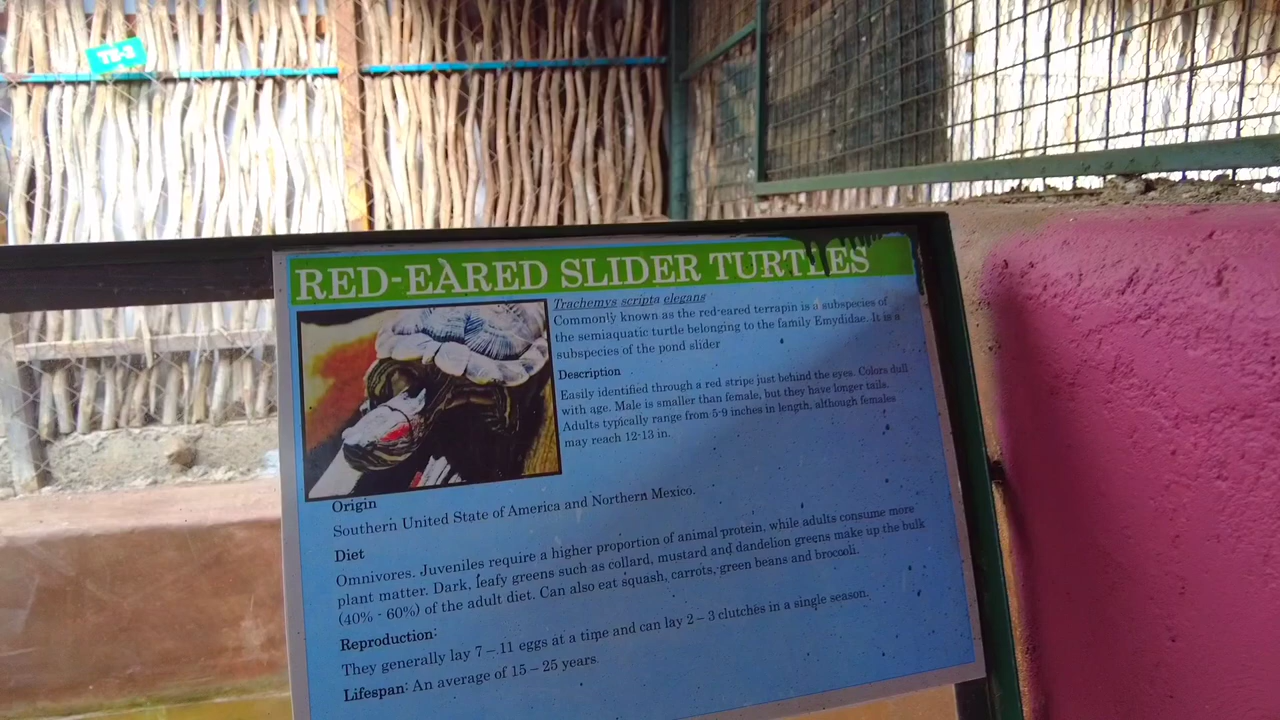 TE-2
RED-EARED SLIDER TURTLES
Trachemys scripta elegans
Commonly known as the red-eared terrapin is a subspecies of
the semiaquatic turtle belonging to the family Emydidae. It is a
subspecies of the pond slider
Description
Easily identified through a red stripe just behind the eyes. Colors dull
with age. Male is smaller than female, but they have longer tails.
Adults typically range from 5-9 inches in length, although females
may reach 12-13 in.
Origin
Southern United State of America and Northern Mexico.
Diet
Omnivores. Juveniles require a higher proportion of animal protein, while adults consume more
plant matter. Dark, leafy greens such as collard, mustard and dandelion greens make up the bulk
(40% - 60%) of the adult diet. Can also eat squash, carrots, green beans and brocoli.
Reproduction:
They generally lay 7 – 11 eggs at a time and can lay 2 – 3 clutches in a single season.
Lifespan: An average of 15 – 25 years.